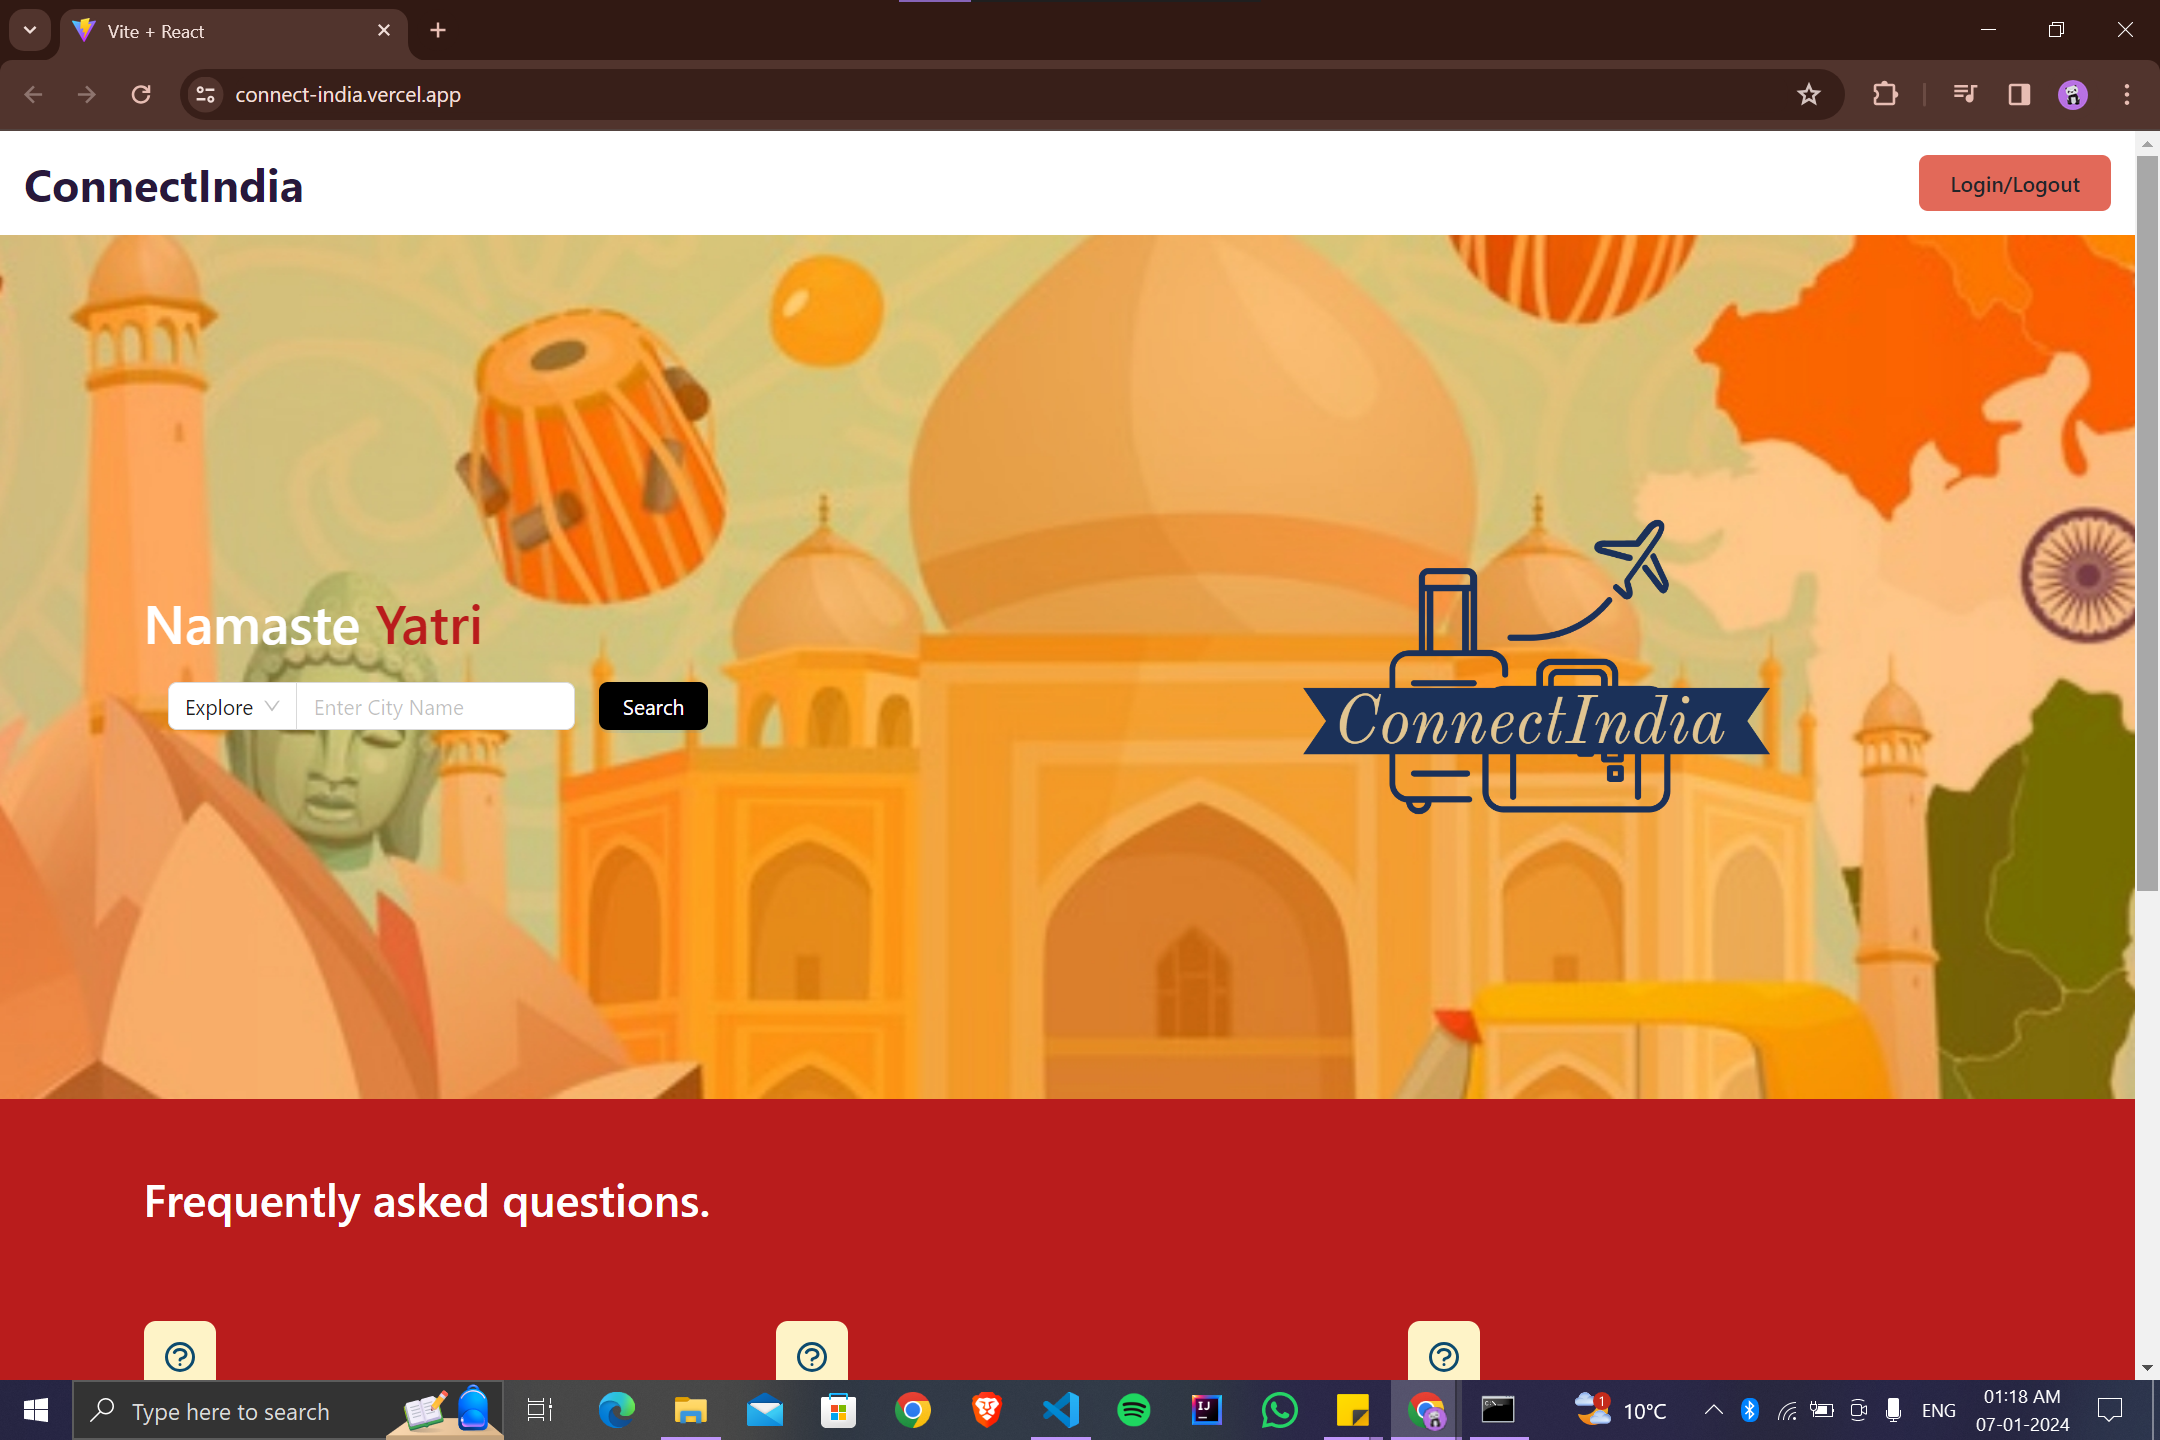 Vite + React
connect-india.vercel.app
ConnectIndia
Login/Logout
Namaste Yatri
Explore
Enter City Name
Search
ConnectIndia
Frequently asked questions.
Type here to search
1
10°C
ENG
01:18 AM
07-01-2024